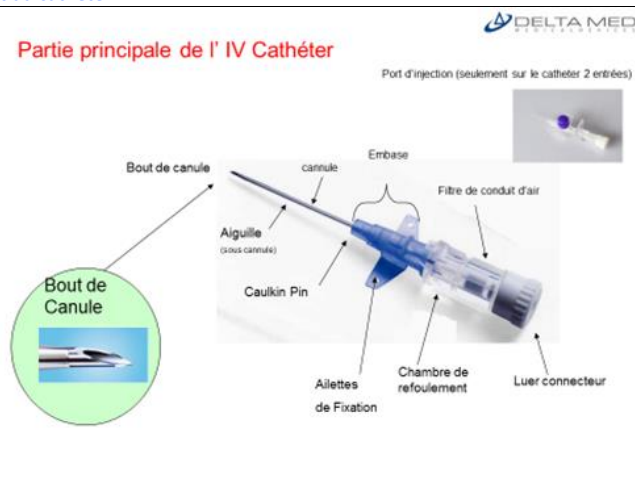 DELTA MED
Partie principale de l' IV Cathéter
Port d'injection (seulement sur le catheter 2 entrées)
Embase
Bout de canule
cannule
Filtre de conduit d'air
Aiguille
(sous cannule)
Bout de
Canule
Caulkin Pin
Chambre de
refoulement
Ailettes
de Fixation
Luer connecteur